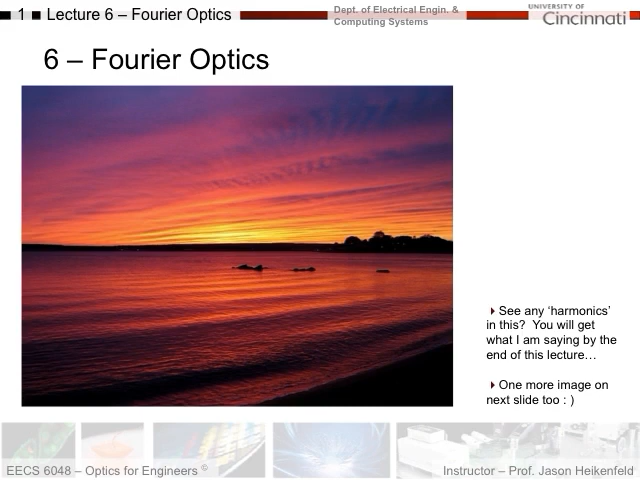 1
Lecture 6 – Fourier Optics
Dept. of Electrical Engin. &
Computing Systems
UNIVERSITY OF
Cincinnati
6 – Fourier Optics
See any ‘harmonics’
in this? You will get
what I am saying by the
end of this lecture…
One more image on
next slide too : )
EECS 6048 – Optics for Engineers ©
Instructor – Prof. Jason Heikenfeld